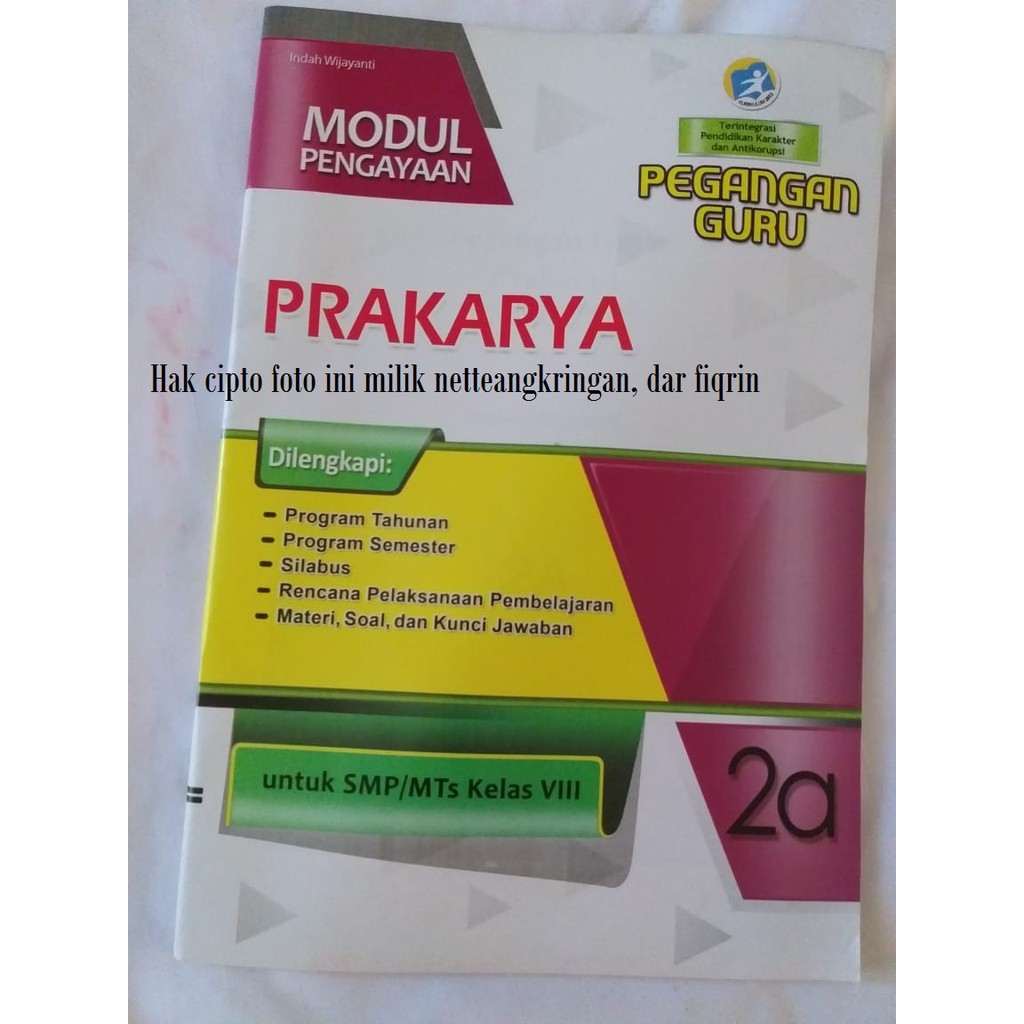 Indah Wijayanti
MODUL
PENGAYAAN
KURIKULUM 2013
Terintegrasi
Pendidikan Karakter
dan Antikorupsi
PEGANGAN
GURU
PRAKARYA
Hak cipto foto ini milik netteangkringan, dar fiqrin
Dilengkapi:
- Program Tahunan
- Program Semester
- Silabus
- Rencana Pelaksanaan Pembelajaran
- Materi, Soal, dan Kunci Jawaban
untuk SMP/MTs Kelas VIII
2a